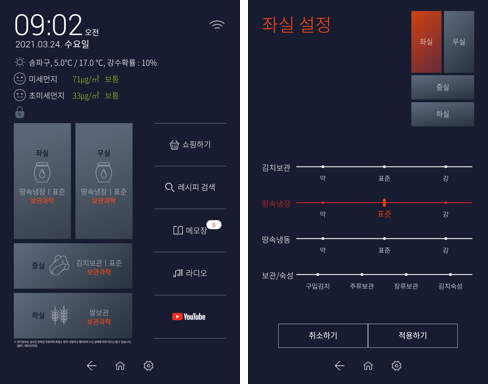 09:02 오전
2021.03.24. 수요일
송파구, 5.0°C / 17.0 °C, 강수확률 : 10%
미세먼지 71㎍/㎥ 보통
초미세먼지 33㎍/㎥ 보통
좌실
땅속냉장 | 표준
보관과학
우실
땅속냉장 | 표준
보관과학
중실
김치보관 | 표준
보관과학
하실
쌀보관
보관과학
쇼핑하기
레시피 검색
메모장
0
라디오
YouTube
좌실 설정
좌실
우실
중실
하실
김치보관
약 표준 강
땅속냉장
약 표준 강
땅속냉동
약 표준 강
보관/숙성
구입김치 주류보관 장류보관 김치숙성
취소하기 적용하기